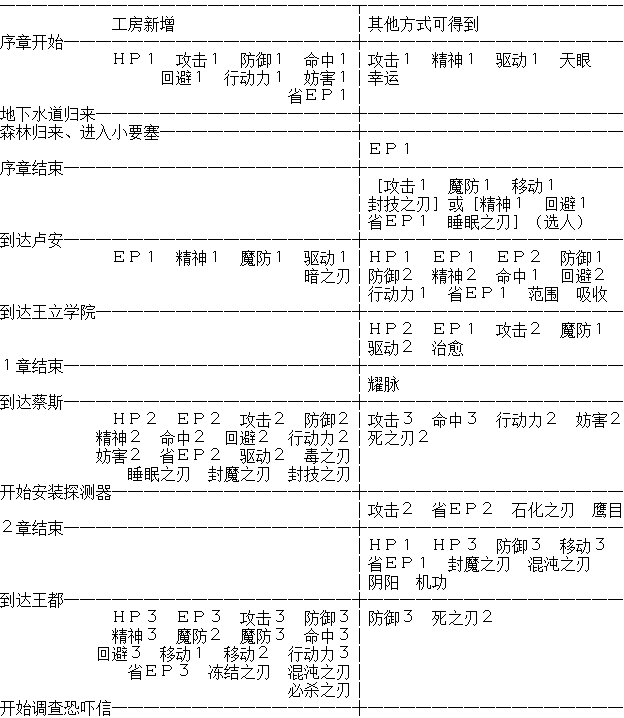 工房新增　其他方式可得到
序章开始
ＨＰ１　攻击１　防御１　命中１　攻击１　精神１　驱动１　天眼
回避１　行动力１　妨害１　幸运
省ＥＰ１
地下水道归来
森林归来、进入小要塞
ＥＰ１
序章结束
[攻击１　魔防１　移动１
封技之刃] 或 [精神１　回避１
省ＥＰ１　睡眠之刃] （选人）
到达卢安
ＥＰ１　精神１　魔防１　驱动１　ＨＰ１　ＥＰ１　ＥＰ２　防御１
暗之刃　防御２　精神２　命中１　回避２
行动力１　省ＥＰ１　范围　吸收
到达王立学院
ＨＰ２　ＥＰ１　攻击２　魔防１
驱动２　治愈
１章结束
耀脉
到达蔡斯
ＨＰ２　ＥＰ２　攻击２　防御２　攻击３　命中３　行动力２　妨害２
精神２　命中２　回避２　行动力２　死之刃２
妨害２　省ＥＰ２　驱动２　毒之刃
睡眠之刃　封魔之刃　封技之刃
开始安装探测器
攻击２　省ＥＰ２　石化之刃　鹰目
２章结束
ＨＰ１　ＨＰ３　防御３　移动３
省ＥＰ１　封魔之刃　混沌之刃
阴阳　机功
到达王都
ＨＰ３　ＥＰ３　攻击３　防御３　防御３　死之刃２
精神３　魔防２　魔防３　命中３
回避３　移动１　移动２　行动力３
省ＥＰ３　冻结之刃　混沌之刃
必杀之刃
开始调查恐吓信